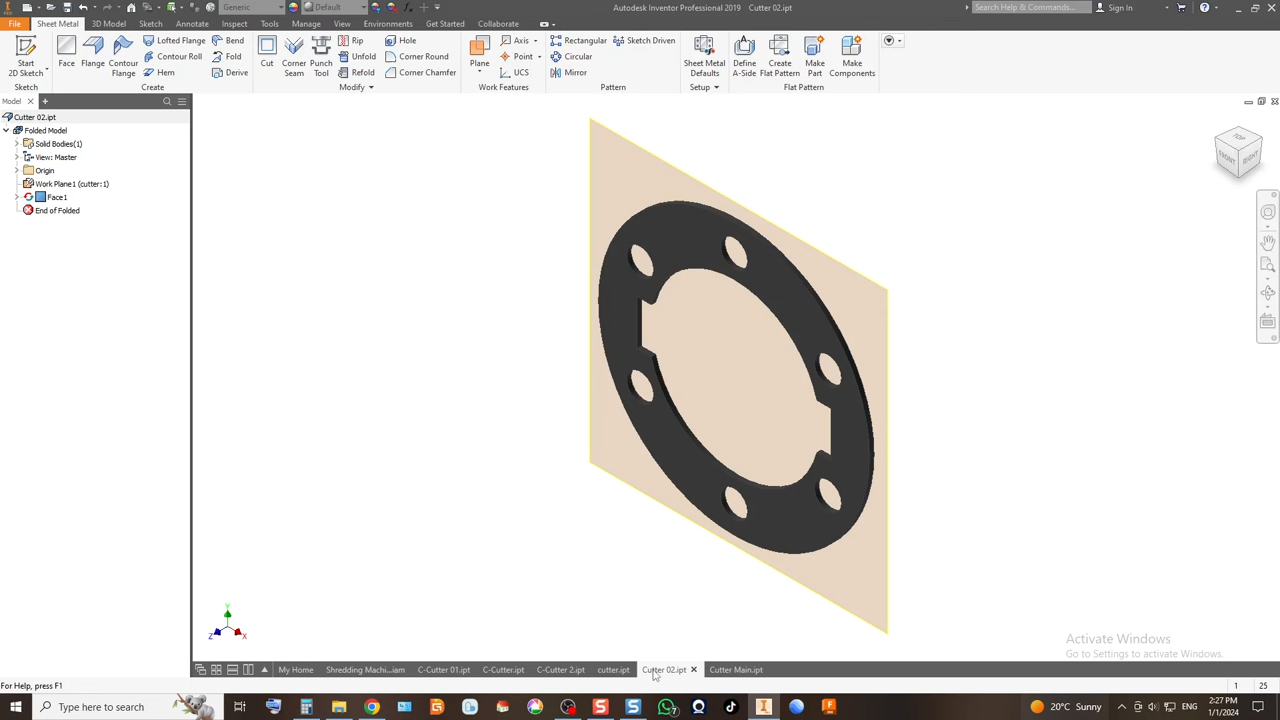 Generic
Default
Autodesk Inventor Professional 2019 Cutter 02.ipt
Search Help & Commands...
Sign In
File Sheet Metal 3D Model Sketch Annotate Inspect Tools Manage View Environments Get Started Collaborate
Start
2D Sketch
Face
Flange
Contour
Flange
Lofted Flange
Contour Roll
Hem
Bend
Fold
Derive
Cut
Corner
Seam
Punch
Tool
Rip
Unfold
Refold
Hole
Corner Round
Corner Chamfer
Plane
Axis
Point
UCS
Rectangular
Circular
Mirror
Sketch Driven
Sheet Metal
Defaults
Define
A-Side
Create
Flat Pattern
Make
Part
Make
Components
Sketch
Create
Modify
Work Features
Pattern
Setup
Flat Pattern
Model
Cutter 02.ipt
Folded Model
Solid Bodies(1)
View: Master
Origin
Work Plane1 (cutter:1)
Face1
End of Folded
TOP
FRONT
RIGHT
Y
Z
X
Activate Windows
Go to Settings to activate Windows.
My Home
Shredding Machi...iam
C-Cutter 01.ipt
C-Cutter.ipt
C-Cutter 2.ipt
cutter.ipt
Cutter 02.ipt
Cutter Main.ipt
For Help, press F1
1
25
Type here to search
20°C Sunny
ENG
2:27 PM
1/1/2024